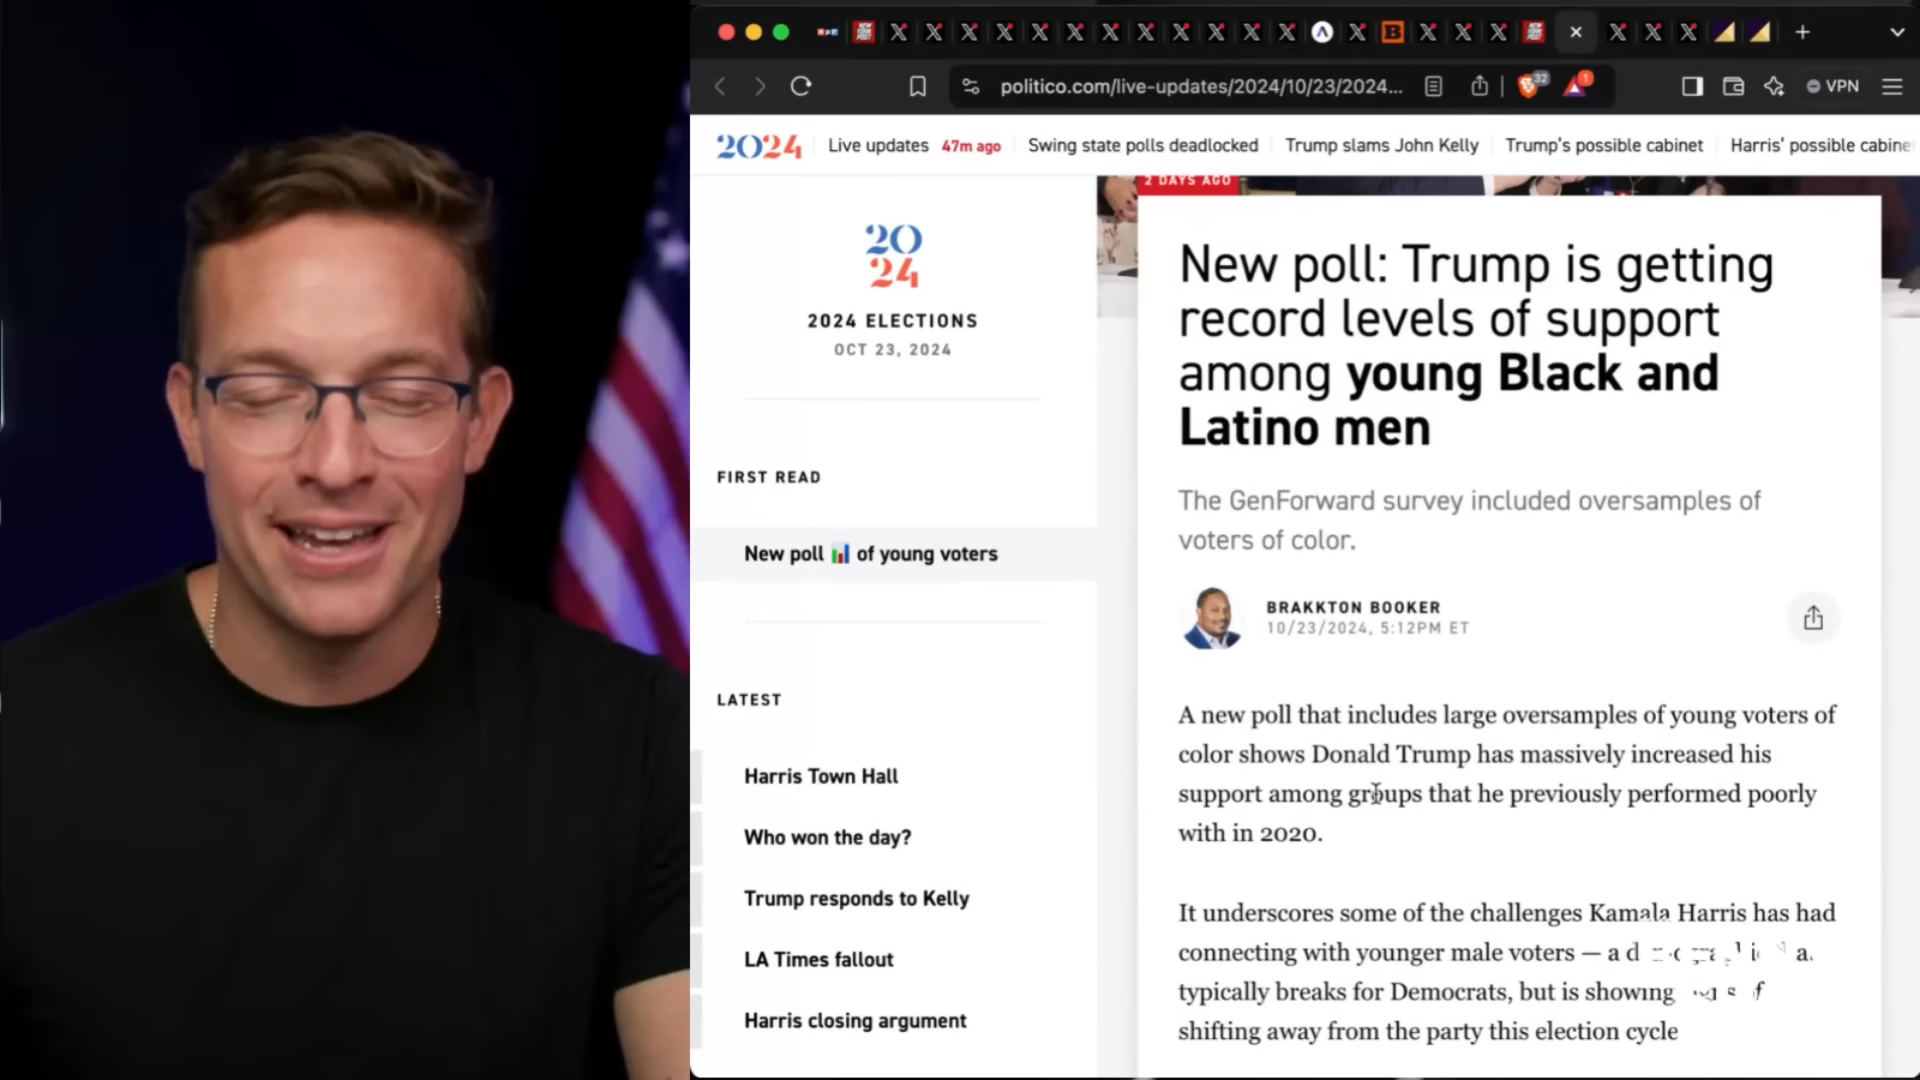 politico.com/live-updates/2024/10/23/2024...
32
1
VPN
2024
Live updates 47m ago
Swing state polls deadlocked
Trump slams John Kelly
Trump's possible cabinet
Harris' possible cabine
2 DAYS AGO
20
24
2024 ELECTIONS
OCT 23, 2024
FIRST READ
New poll 📊 of young voters
LATEST
Harris Town Hall
Who won the day?
Trump responds to Kelly
LA Times fallout
Harris closing argument
New poll: Trump is getting
record levels of support
among young Black and
Latino men
The GenForward survey included oversamples of
voters of color.
BRAKKTON BOOKER
10/23/2024, 5:12PM ET
A new poll that includes large oversamples of young voters of
color shows Donald Trump has massively increased his
support among groups that he previously performed poorly
with in 2020.
It underscores some of the challenges Kamala Harris has had
connecting with younger male voters — a
typically breaks for Democrats, but is showing
shifting away from the party this election cycle